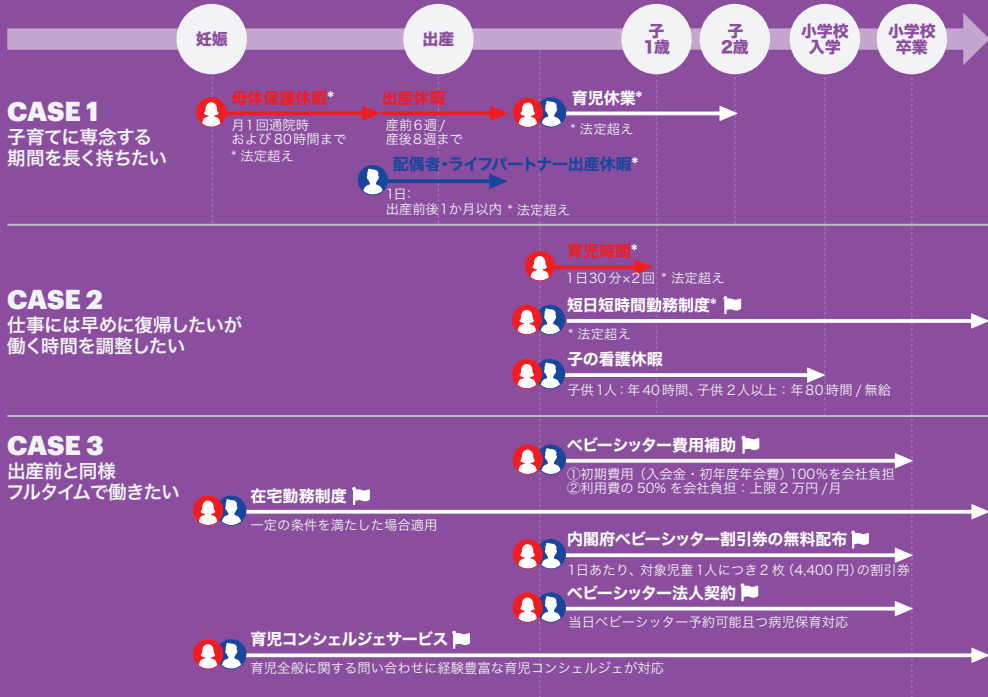 妊娠
出産
子
1歳
子
2歳
小学校
入学
小学校
卒業
CASE 1
子育てに専念する
期間を長く持ちたい
母体保護休暇*
月1回通院時
および80時間まで
* 法定超え
出産休暇
産前6週/
産後8週まで
育児休業*
* 法定超え
配偶者・ライフパートナー出産休暇*
1日:
出産前後1か月以内 * 法定超え
CASE 2
仕事には早めに復帰したいが
働く時間を調整したい
育児時間*
1日30分×2回 * 法定超え
短日短時間勤務制度*
* 法定超え
子の看護休暇
子供1人:年40時間、子供2人以上:年80時間/無給
CASE 3
出産前と同様
フルタイムで働きたい
ベビーシッター費用補助
①初期費用(入会金・初年度年会費)100%を会社負担
②利用費の50%を会社負担:上限2万円/月
在宅勤務制度
一定の条件を満たした場合適用
内閣府ベビーシッター割引券の無料配布
1日あたり、対象児童1人につき2枚(4,400円)の割引券
ベビーシッター法人契約
当日ベビーシッター予約可能且つ病児保育対応
育児コンシェルジェサービス
育児全般に関する問い合わせに経験豊富な育児コンシェルジェが対応